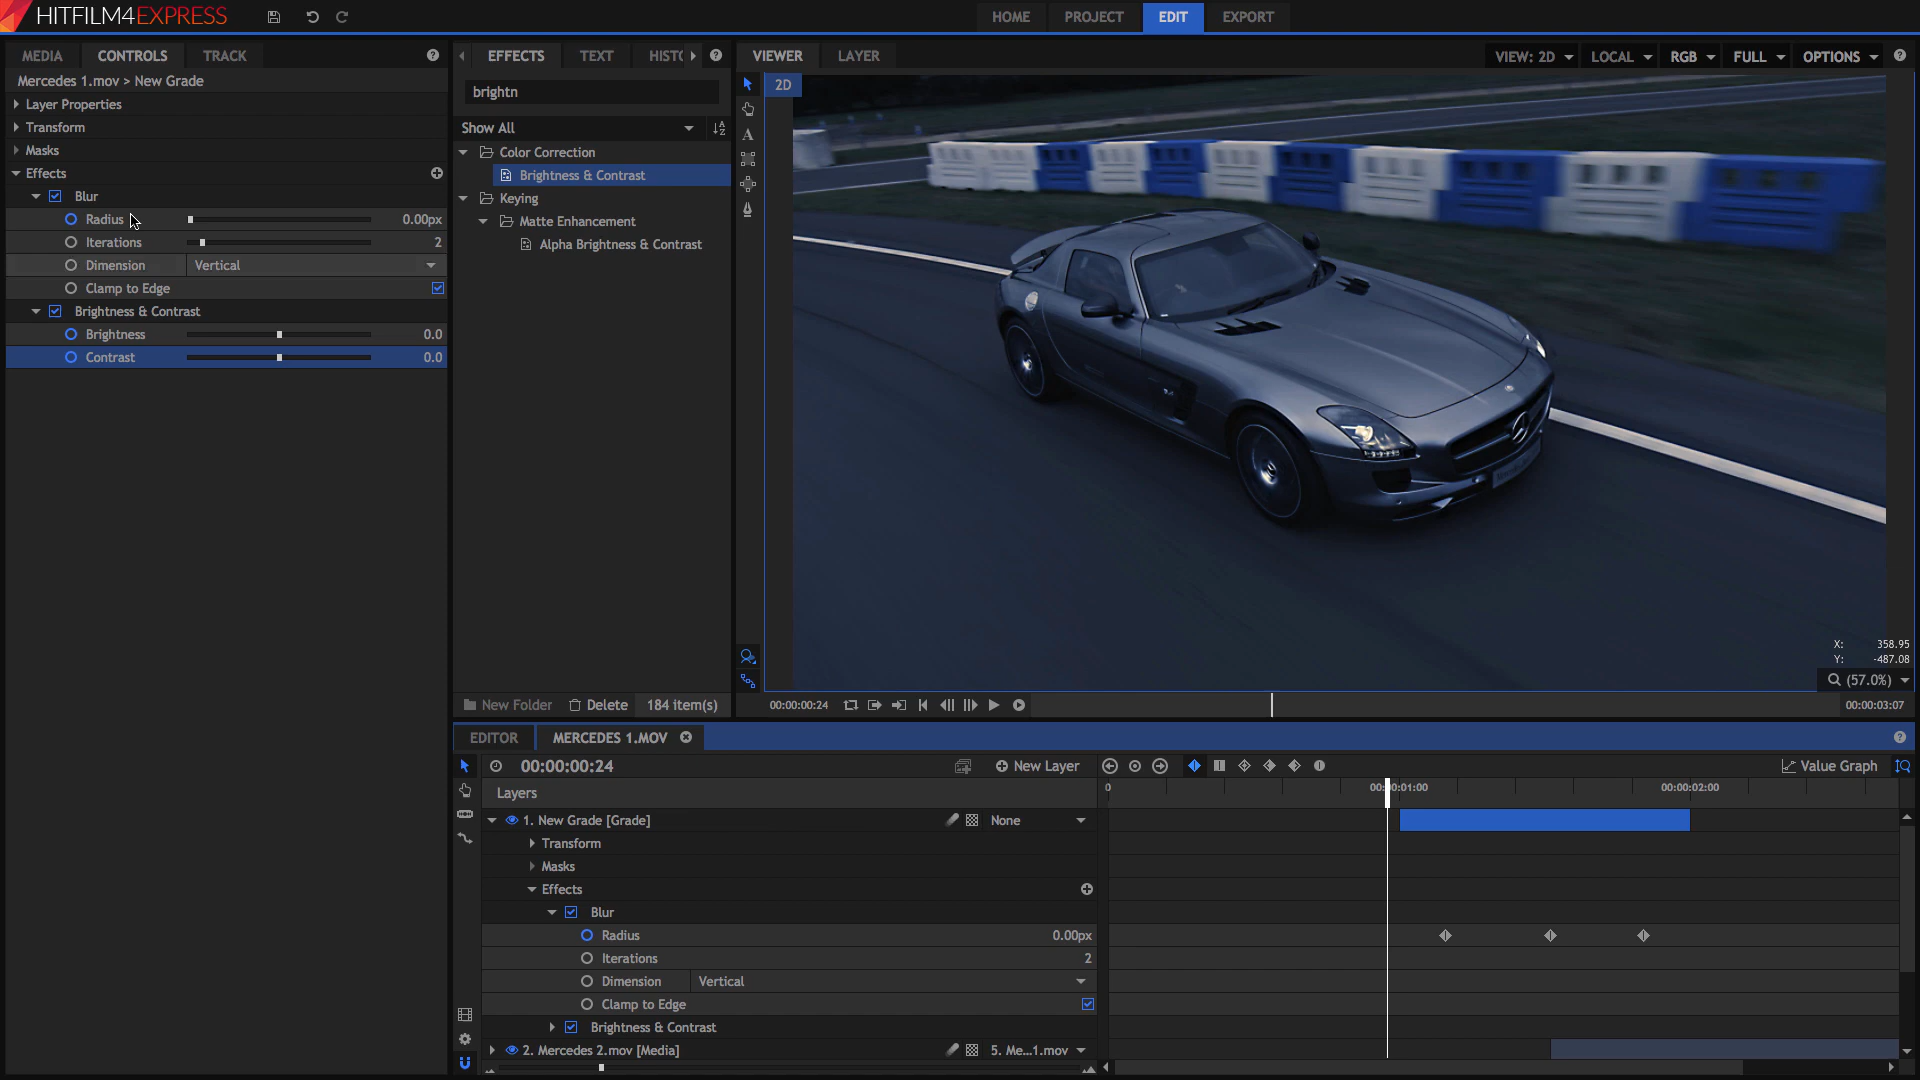 HITFILM4EXPRESS
HOME PROJECT EDIT EXPORT
MEDIA CONTROLS TRACK
Mercedes 1.mov > New Grade
Layer Properties
Transform
Masks
Effects
Blur
Radius 0.00px
Iterations 2
Dimension Vertical
Clamp to Edge
Brightness & Contrast
Brightness 0.0
Contrast 0.0
EFFECTS TEXT HISTO
brightn
Show All
Color Correction
Brightness & Contrast
Keying
Matte Enhancement
Alpha Brightness & Contrast
New Folder Delete 184 item(s)
VIEWER LAYER VIEW: 2D LOCAL RGB FULL OPTIONS
2D
X: 358.95
Y: -487.08
(57.0%)
00:00:00:24 00:00:03:07
EDITOR MERCEDES 1.MOV
00:00:00:24 New Layer Value Graph
Layers 0 00:00:01:00 00:00:02:00
1. New Grade [Grade] None
Transform
Masks
Effects
Blur
Radius 0.00px
Iterations 2
Dimension Vertical
Clamp to Edge
Brightness & Contrast
2. Mercedes 2.mov [Media] 5. Me...1.mov